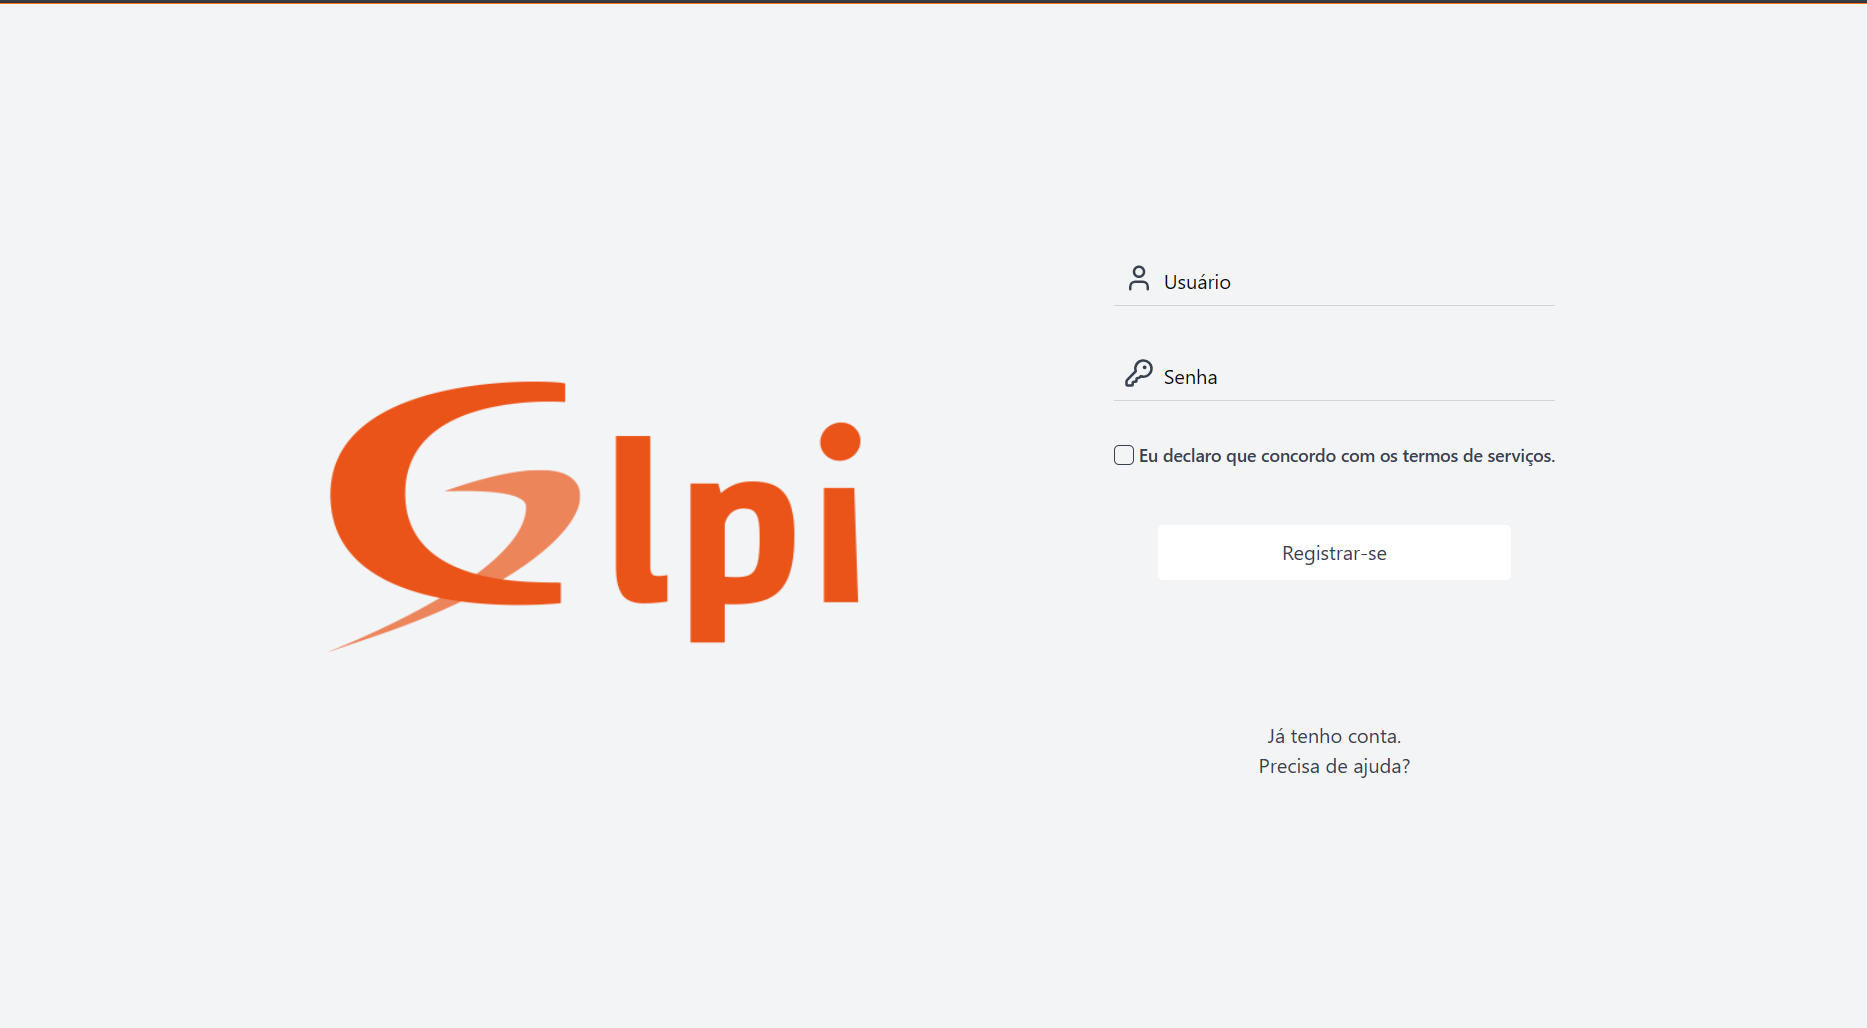 Glpi
Usuário
Senha
Eu declaro que concordo com os termos de serviços.
Registrar-se
Já tenho conta.
Precisa de ajuda?